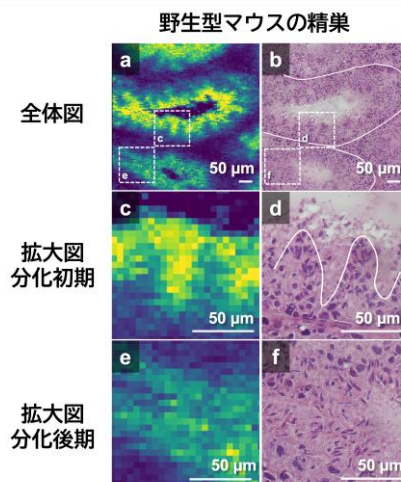 野生型マウスの精巣
全体図
a
c
e
50 μm
b
d
f
50 μm
拡大図
分化初期
c
50 μm
d
50 μm
拡大図
分化後期
e
50 μm
f
50 μm